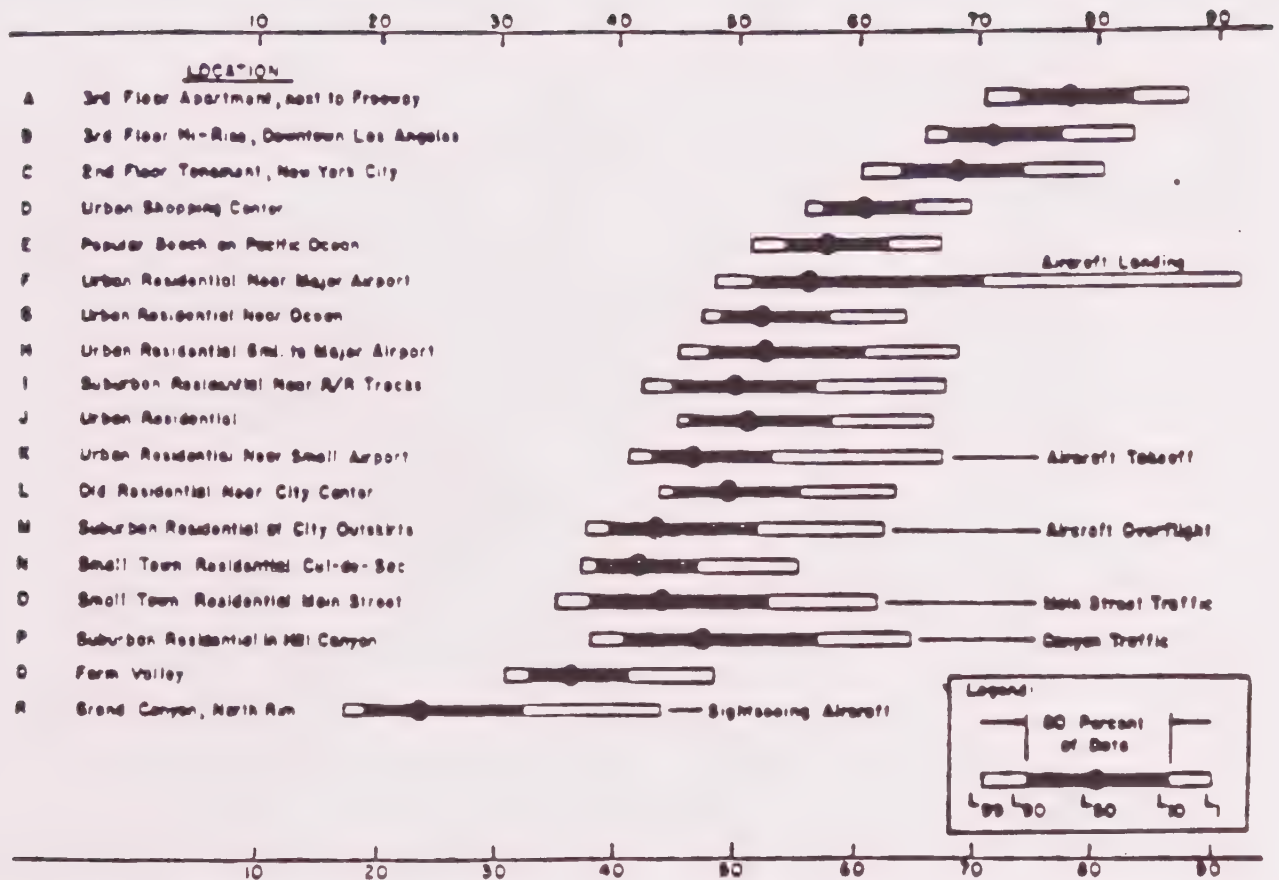 10 20 30 40 50 60 70 80 90
LOCATION
A 3rd Floor Apartment, next to Freeway
B 3rd Floor Hi-Rise, Downtown Los Angeles
C 2nd Floor Tenement, New York City
D Urban Shopping Center
E Popular Beach on Pacific Ocean
F Urban Residential Near Major Airport
Aircraft Landing
G Urban Residential Near Ocean
H Urban Residential 6mi. to Major Airport
I Suburban Residential Near R/R Tracks
J Urban Residential
K Urban Residential Near Small Airport
Aircraft Takeoff
L Old Residential Near City Center
M Suburban Residential at City Outskirts
Aircraft Overflight
N Small Town Residential Cul-de-Sac
O Small Town Residential Main Street
Main Street Traffic
P Suburban Residential in Hill Canyon
Canyon Traffic
Q Farm Valley
R Grand Canyon, North Rim
Sightseeing Aircraft
Legend:
80 Percent
of Data
L99 L90 L50 L10 L1
10 20 30 40 50 60 70 80 90